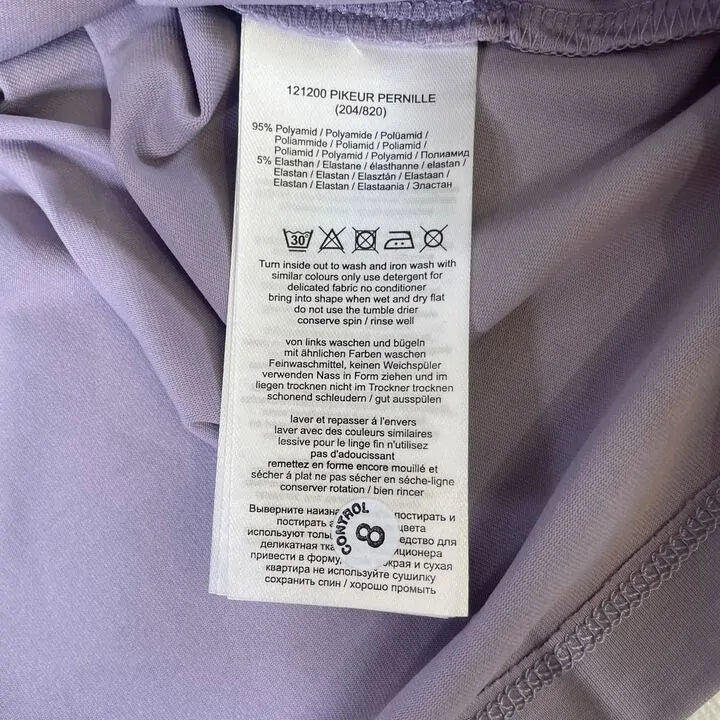 121200 PIKEUR PERNILLE
(204/820)
95% Polyamid / Polyamide / Polüamid /
Poliammide / Poliamid / Poliamid /
Poliamid / Poliamid / Polyamid / Полиамид
5% Elasthan / Elastane / élasthanne / elastan /
Elastan / Elastan / Elasztán / Elastaan /
Elastan / Elastan / Elastaania / Эластан
30
Turn inside out to wash and iron wash with
similar colours only use detergent for
delicated fabric no conditioner
bring into shape when wet and dry flat
do not use the tumble drier
conserve spin / rinse well
von links waschen und bügeln
mit ähnlichen Farben waschen
Feinwaschmittel, keinen Weichspüler
verwenden Nass in Form ziehen und im
liegen trocknen nicht im Trockner trocknen
schonend schleudern / gut ausspülen
laver et repasser á l'envers
laver avec des couleurs similaires
lessive pour le linge fin n'utilisez
pas d'adoucissant
remettez en forme encore mouillé et
sécher á plat ne pas sécher en séche-ligne
conserver rotation / bien rincer
Выверните наизна постирать и
постирать цвета
используют толь едство для
деликатная тка иционера
привести в форму, окрая и сухая
квартира не используйте сушилку
сохранить спин / хорошо промыть
CONTROL
8